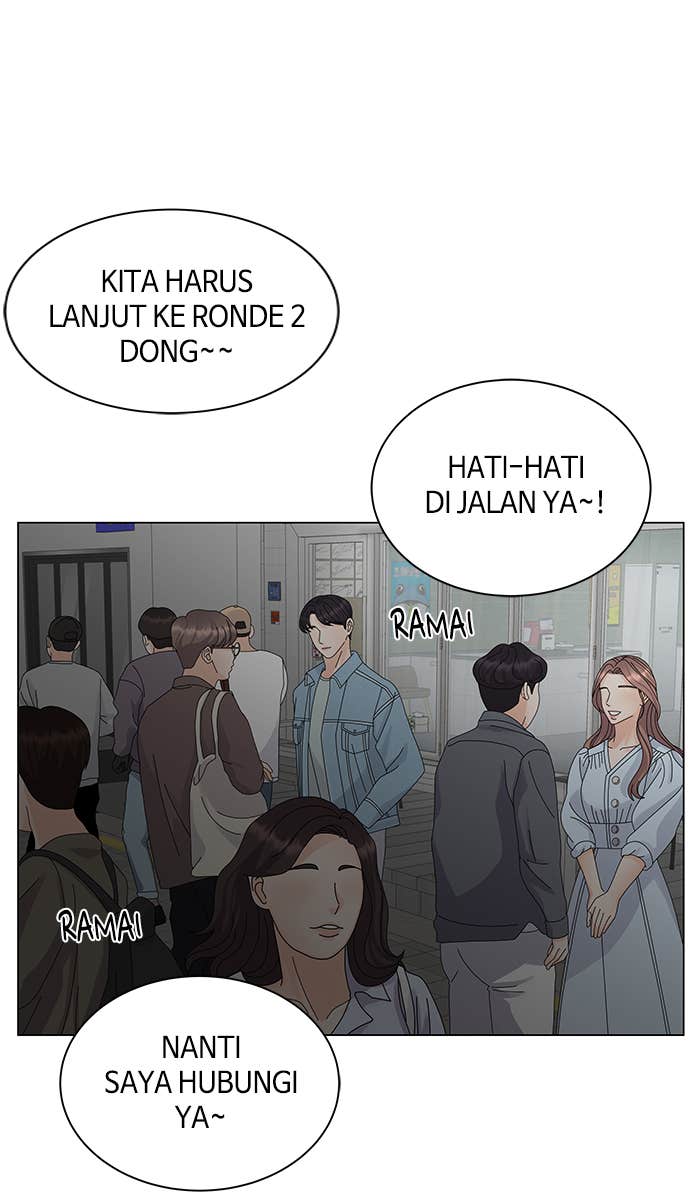 KITA HARUS
LANJUT KE RONDE 2
DONG~~
HATI-HATI
DI JALAN YA~!
RAMAI
RAMAI
NANTI
SAYA HUBUNGI
YA~